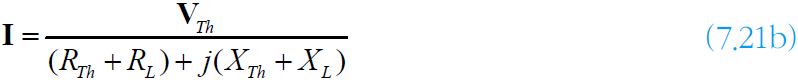 I = V_Th / ((R_Th + R_L) + j(X_Th + X_L)) (7.21b)